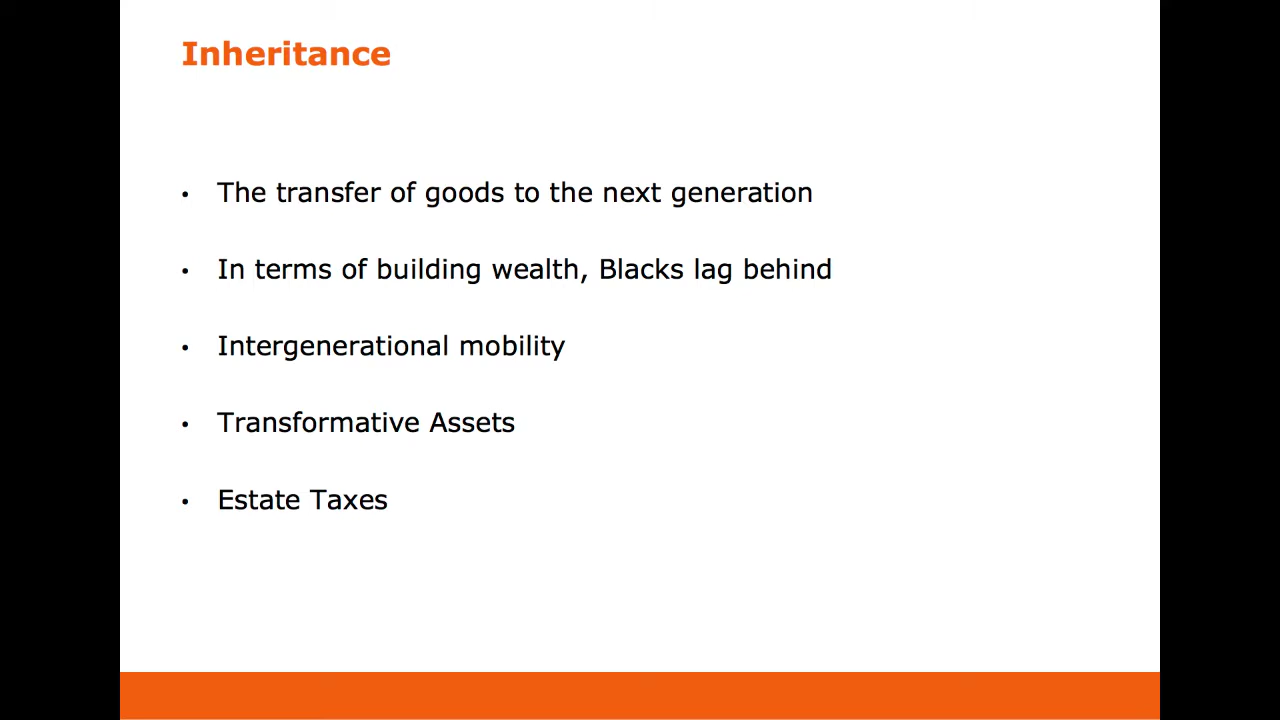 Inheritance
• The transfer of goods to the next generation
• In terms of building wealth, Blacks lag behind
• Intergenerational mobility
• Transformative Assets
• Estate Taxes